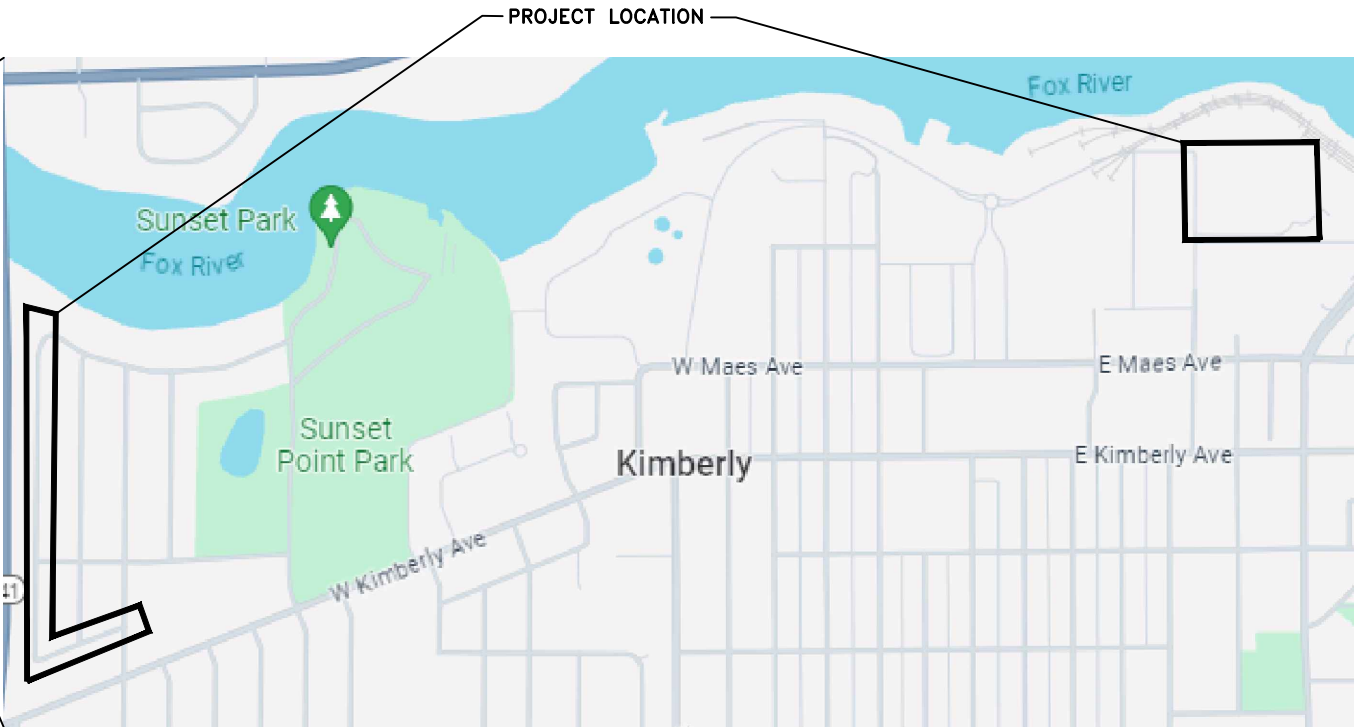 PROJECT LOCATION
Fox River
Sunset Park
Fox River
W Maes Ave
E Maes Ave
Sunset
Point Park
Kimberly
E Kimberly Ave
W Kimberly Ave
41